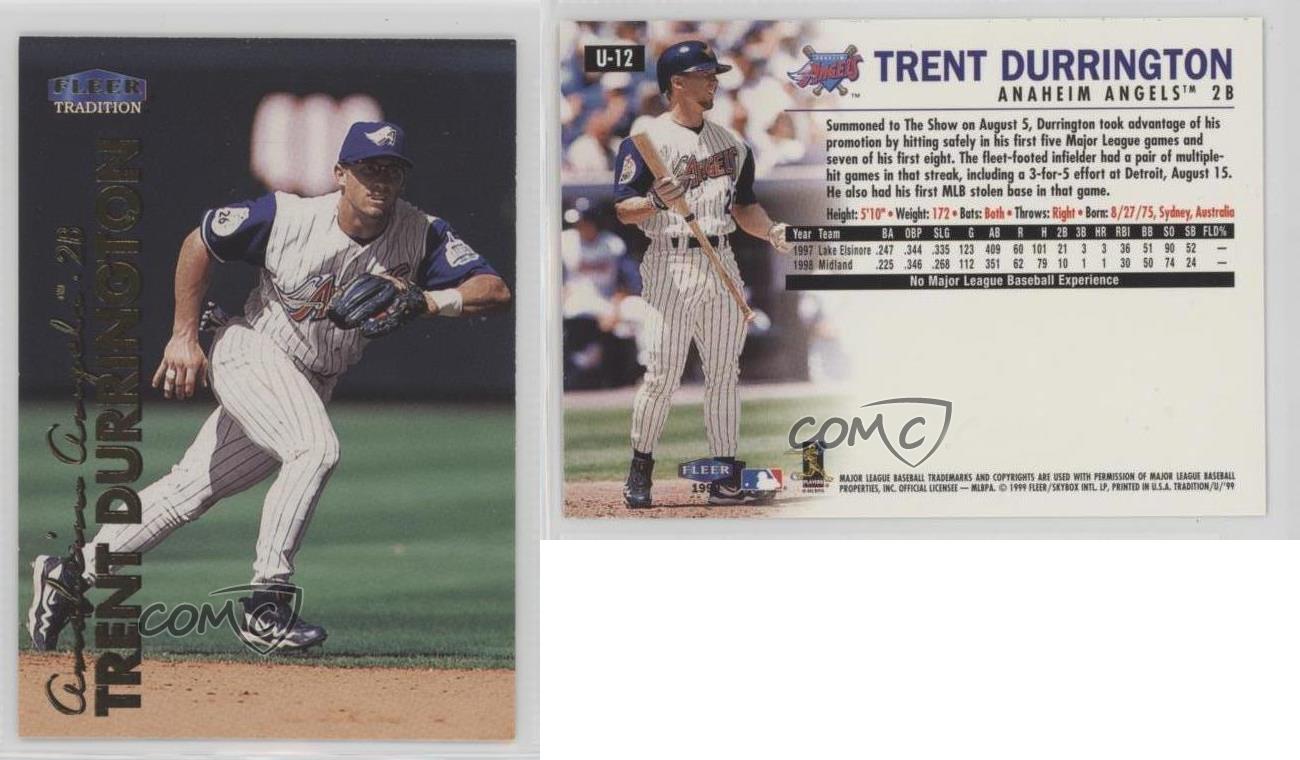 FLEER
TRADITION
Anaheim Angels™. 2B
TRENT DURRINGTON
26
A
COMC
U-12
ANGELS
™
TRENT DURRINGTON
ANAHEIM ANGELS™ 2B
Summoned to The Show on August 5, Durrington took advantage of his
promotion by hitting safely in his first five Major League games and
seven of his first eight. The fleet-footed infielder had a pair of multiple-
hit games in that streak, including a 3-for-5 effort at Detroit, August 15.
He also had his first MLB stolen base in that game.
Height: 5'10" • Weight: 172 • Bats: Both • Throws: Right • Born: 8/27/75, Sydney, Australia
Year Team BA OBP SLG G AB R H 2B 3B HR RBI BB SO SB FLD%
1997 Lake Elsinore .247 .344 .335 123 409 60 101 21 3 3 36 51 90 52 —
1998 Midland .225 .346 .268 112 351 62 79 10 1 1 30 50 74 24 —
No Major League Baseball Experience
ANGELS
COMC
FLEER
PLAYERS
MAJOR LEAGUE BASEBALL TRADEMARKS AND COPYRIGHTS ARE USED WITH PERMISSION OF MAJOR LEAGUE BASEBALL
PROPERTIES, INC. OFFICIAL LICENSEE — MLBPA. © 1999 FLEER/SKYBOX INTL. LP, PRINTED IN U.S.A. TRADITION/U/'99